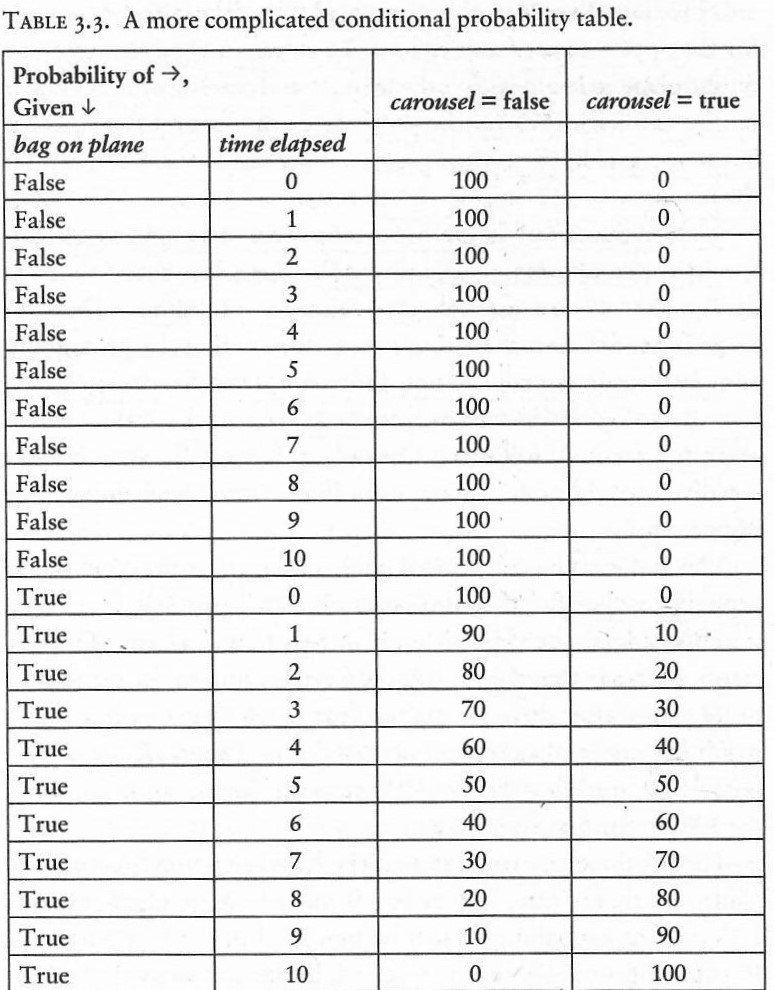 TABLE 3.3. A more complicated conditional probability table.
Probability of →,
Given ↓ carousel = false carousel = true
bag on plane time elapsed
False 0 100 0
False 1 100 0
False 2 100 0
False 3 100 0
False 4 100 0
False 5 100 0
False 6 100 0
False 7 100 0
False 8 100 0
False 9 100 0
False 10 100 0
True 0 100 0
True 1 90 10
True 2 80 20
True 3 70 30
True 4 60 40
True 5 50 50
True 6 40 60
True 7 30 70
True 8 20 80
True 9 10 90
True 10 0 100